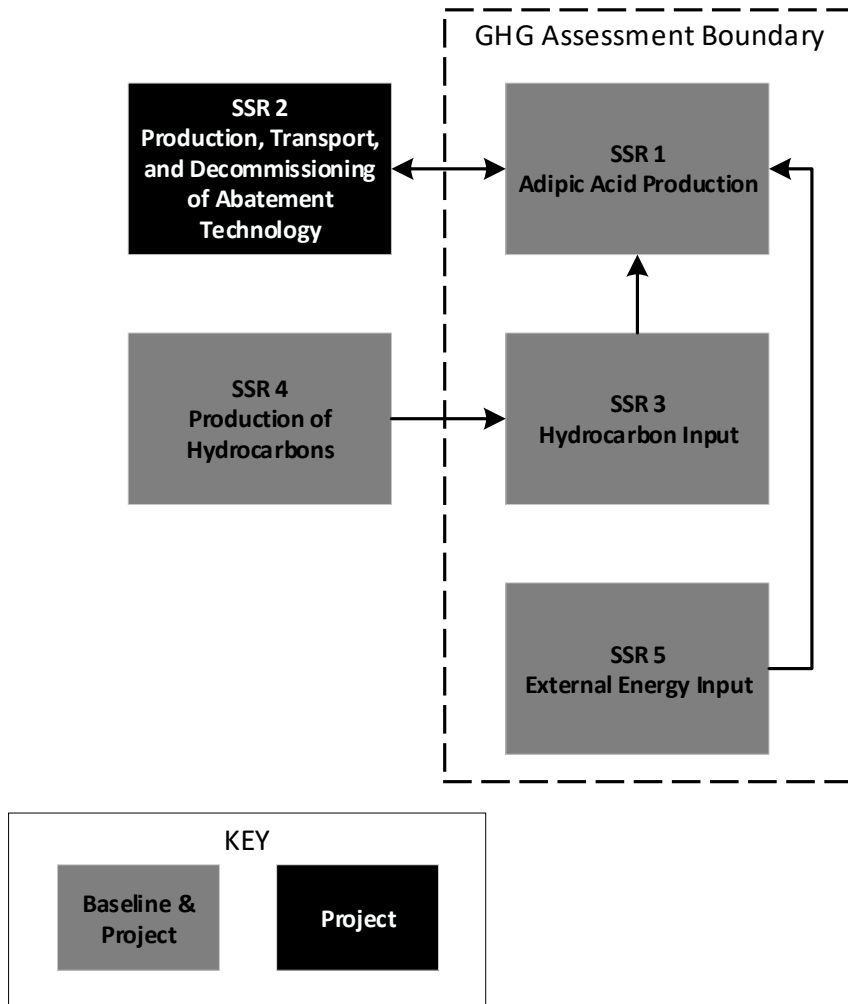 GHG Assessment Boundary
SSR 2
Production, Transport,
and Decommissioning
of Abatement
Technology
SSR 1
Adipic Acid Production
SSR 4
Production of
Hydrocarbons
SSR 3
Hydrocarbon Input
SSR 5
External Energy Input
KEY
Baseline &
Project
Project